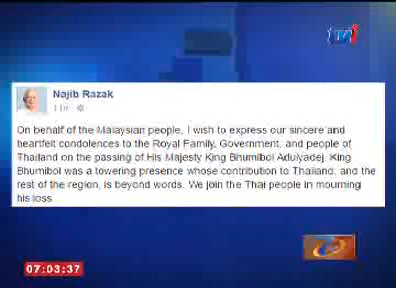 TV1
Najib Razak
1 hr
On behalf of the Malaysian people, I wish to express our sincere and
heartfelt condolences to the Royal Family, Government, and people of
Thailand on the passing of His Majesty King Bhumibol Adulyadej. King
Bhumibol was a towering presence whose contribution to Thailand, and the
rest of the region, is beyond words. We join the Thai people in mourning
his loss
07:03:37